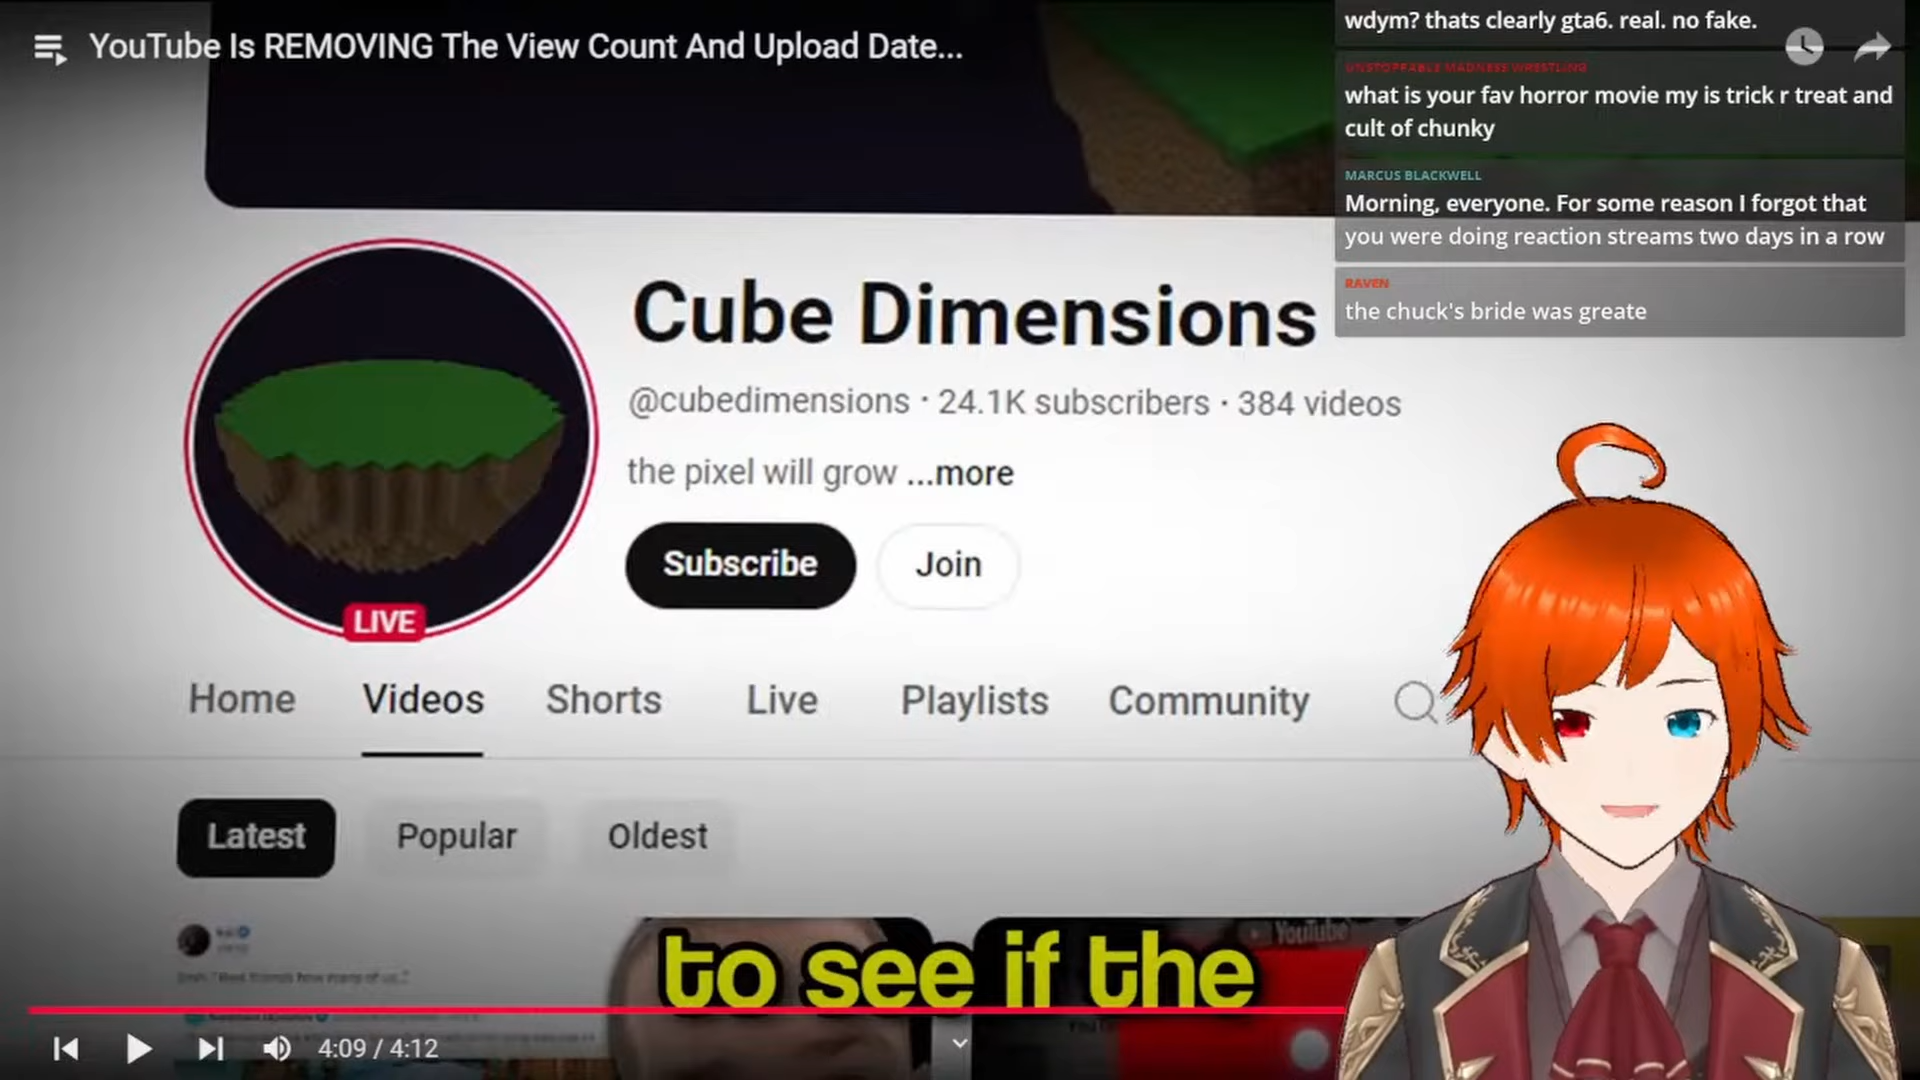 YouTube Is REMOVING The View Count And Upload Date...
wdym? thats clearly gta6. real. no fake.
UNSTOPPABLE MADNESS WRESTLING
what is your fav horror movie my is trick r treat and
cult of chunky
MARCUS BLACKWELL
Morning, everyone. For some reason I forgot that
you were doing reaction streams two days in a row
RAVEN
the chuck's bride was greate
Cube Dimensions
@cubedimensions · 24.1K subscribers · 384 videos
the pixel will grow ...more
Subscribe
Join
LIVE
Home
Videos
Shorts
Live
Playlists
Community
Latest
Popular
Oldest
YouTube
to see if the
4:09 / 4:12